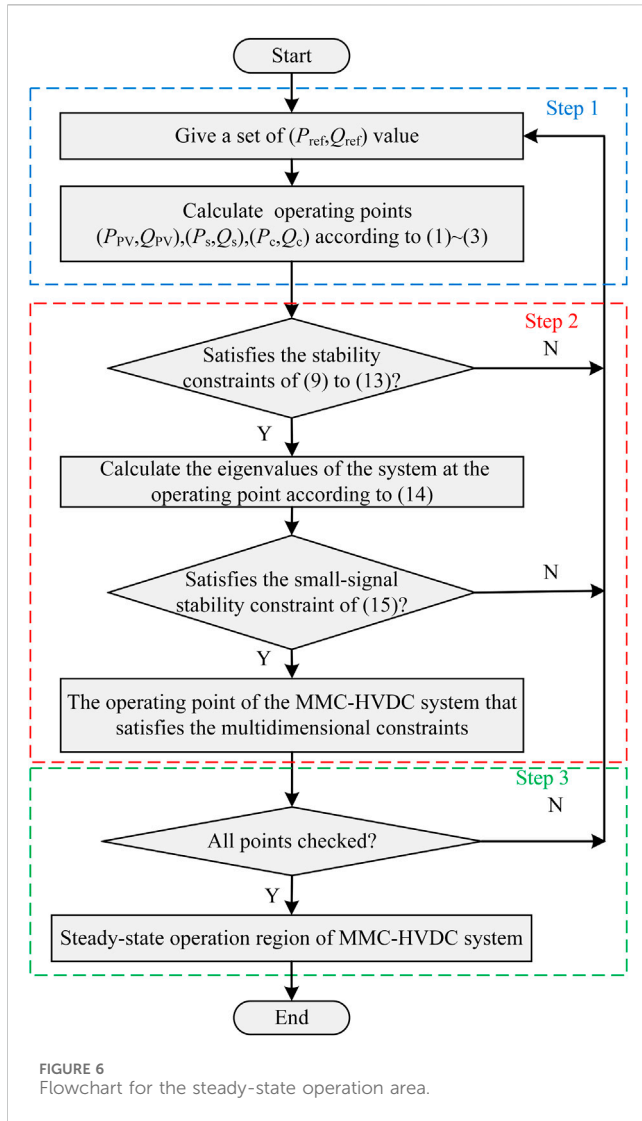 Start
Step 1
Give a set of (Pref,Qref) value
Calculate operating points
(PPV,QPV),(Ps,Qs),(Pc,Qc) according to (1)~(3)
Step 2
Satisfies the stability
constraints of (9) to (13)?
N
Y
Calculate the eigenvalues of the system at the
operating point according to (14)
Satisfies the small-signal
stability constraint of (15)?
N
Y
The operating point of the MMC-HVDC system that
satisfies the multidimensional constraints
Step 3
N
All points checked?
Y
Steady-state operation region of MMC-HVDC system
End
FIGURE 6
Flowchart for the steady-state operation area.